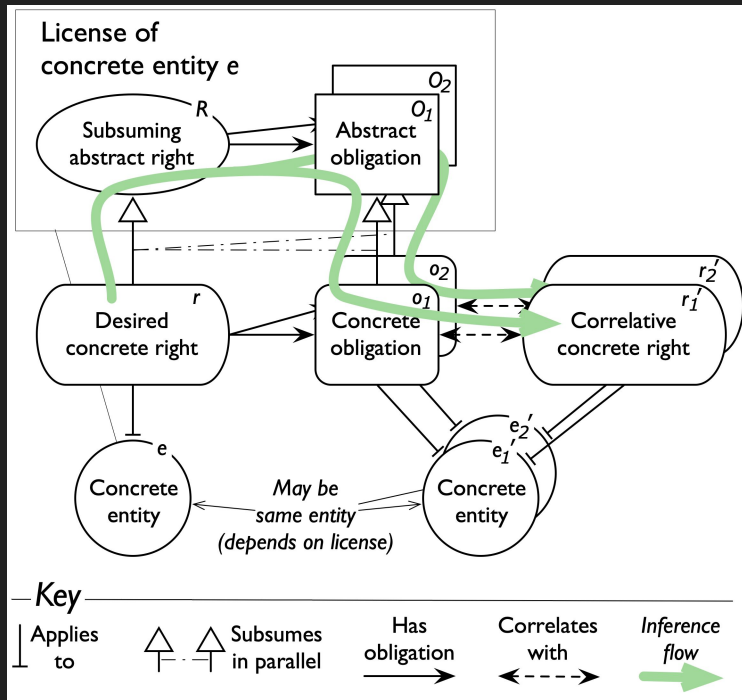 License of
concrete entity e
R
Subsuming
abstract right
O2
O1
Abstract
obligation
r
Desired
concrete right
o2
o1
Concrete
obligation
r2′
r1′
Correlative
concrete right
e
Concrete
entity
May be
same entity
(depends on license)
e2′
e1′
Concrete
entity
Key
Applies
to
Subsumes
in parallel
Has
obligation
Correlates
with
Inference
flow